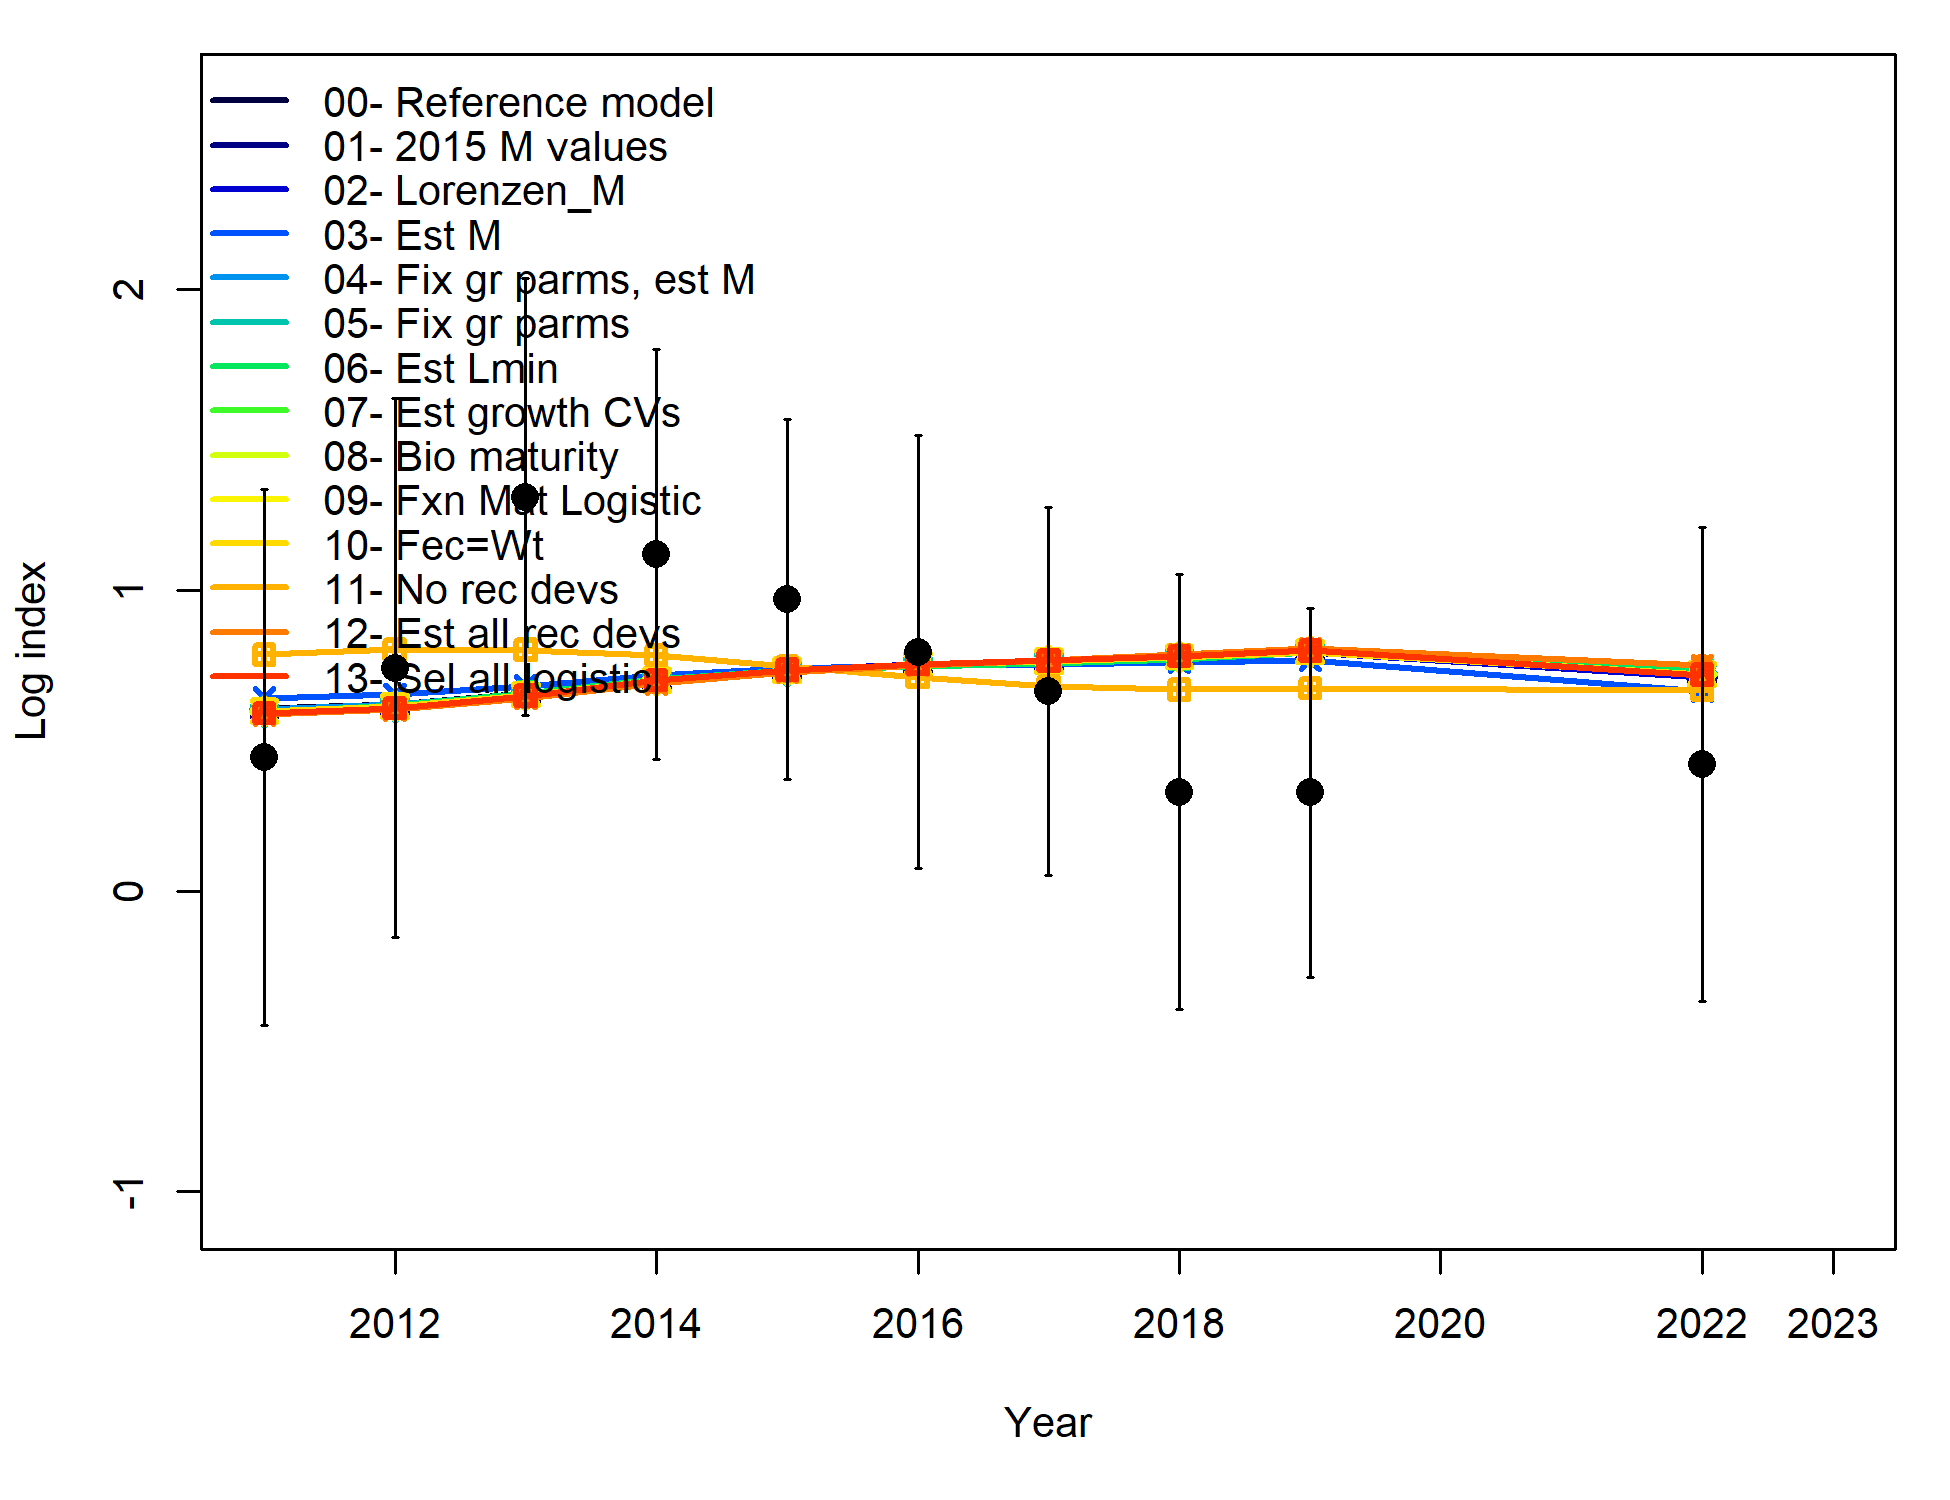 00- Reference model
01- 2015 M values
02- Lorenzen_M
03- Est M
04- Fix gr parms, est M
05- Fix gr parms
06- Est Lmin
07- Est growth CVs
08- Bio maturity
09- Fxn Mat Logistic
10- Fec=Wt
11- No rec devs
12- Est all rec devs
13- Sel all logistic
Log index
2
1
0
-1
2012 2014 2016 2018 2020 2022 2023
Year